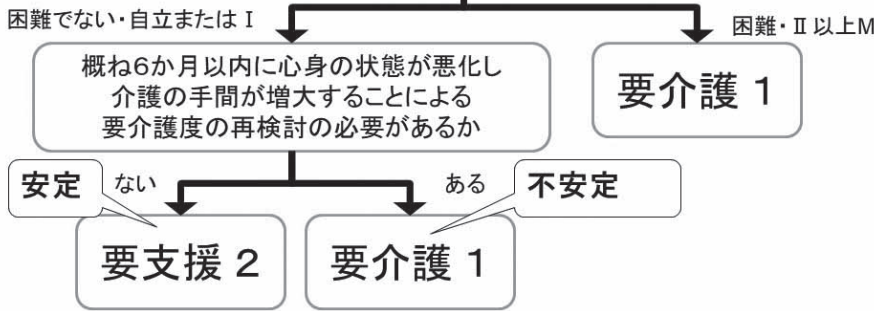 困難でない・自立またはⅠ
困難・Ⅱ以上M
概ね6か月以内に心身の状態が悪化し
介護の手間が増大することによる
要介護度の再検討の必要があるか
要介護1
安定
ない
ある
不安定
要支援2
要介護1